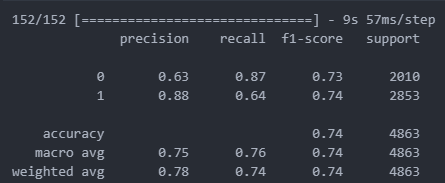 152/152 [==============================] - 9s 57ms/step
precision recall f1-score support
0 0.63 0.87 0.73 2010
1 0.88 0.64 0.74 2853
accuracy 0.74 4863
macro avg 0.75 0.76 0.74 4863
weighted avg 0.78 0.74 0.74 4863